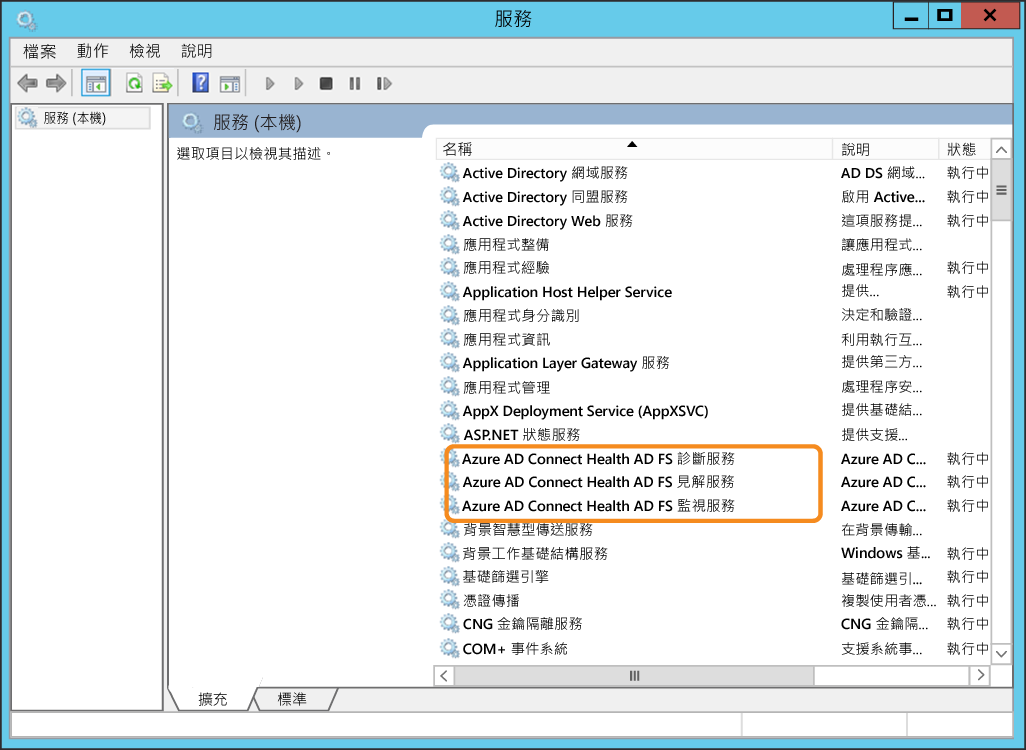 服務
檔案 動作 檢視 說明
服務 (本機)
服務 (本機)
選取項目以檢視其描述。
名稱 說明 狀態
Active Directory 網域服務 AD DS 網域... 執行中
Active Directory 同盟服務 啟用 Active... 執行中
Active Directory Web 服務 這項服務提... 執行中
應用程式整備 讓應用程式...
應用程式經驗 處理程序應... 執行中
Application Host Helper Service 提供... 執行中
應用程式身分識別 決定和驗證...
應用程式資訊 利用執行互...
Application Layer Gateway 服務 提供第三方...
應用程式管理 處理程序安...
AppX Deployment Service (AppXSVC) 提供基礎結...
ASP.NET 狀態服務 提供支援...
Azure AD Connect Health AD FS 診斷服務 Azure AD C... 執行中
Azure AD Connect Health AD FS 見解服務 Azure AD C... 執行中
Azure AD Connect Health AD FS 監視服務 Azure AD C... 執行中
背景智慧型傳送服務 在背景傳輸...
背景工作基礎結構服務 Windows 基... 執行中
基礎篩選引擎 基礎篩選引... 執行中
憑證傳播 複製使用者憑... 執行中
CNG 金鑰隔離服務 CNG 金鑰隔... 執行中
COM+ 事件系統 支援系統事... 執行中
擴充 標準